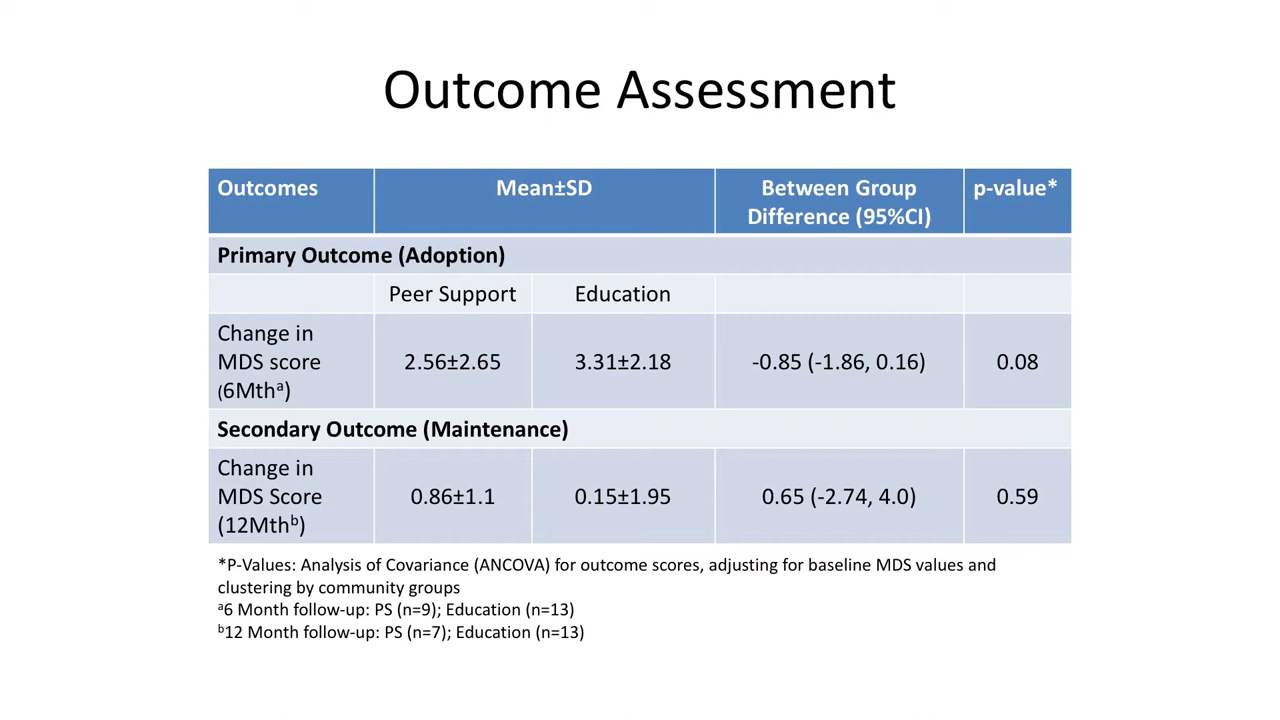 Outcome Assessment
Outcomes Mean±SD Between Group p-value*
Difference (95%CI)
Primary Outcome (Adoption)
Peer Support Education
Change in
MDS score 2.56±2.65 3.31±2.18 -0.85 (-1.86, 0.16) 0.08
(6Mthᵃ)
Secondary Outcome (Maintenance)
Change in
MDS Score 0.86±1.1 0.15±1.95 0.65 (-2.74, 4.0) 0.59
(12Mthᵇ)
*P-Values: Analysis of Covariance (ANCOVA) for outcome scores, adjusting for baseline MDS values and
clustering by community groups
ᵃ6 Month follow-up: PS (n=9); Education (n=13)
ᵇ12 Month follow-up: PS (n=7); Education (n=13)